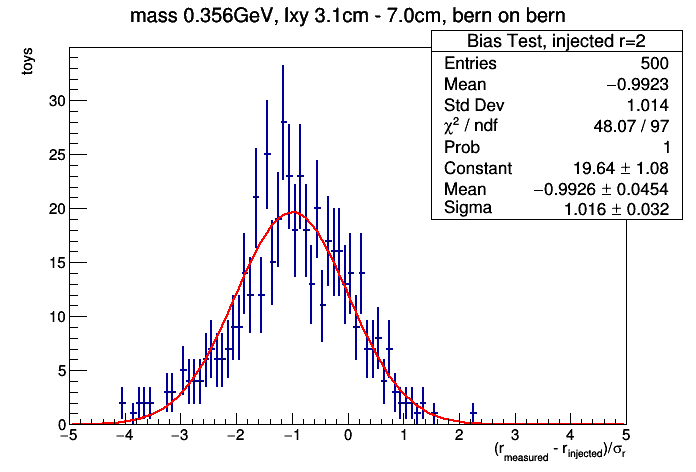 mass 0.356GeV, lxy 3.1cm - 7.0cm, bern on bern
toys
Bias Test, injected r=2
Entries 500
Mean −0.9923
Std Dev 1.014
χ² / ndf 48.07 / 97
Prob 1
Constant 19.64 ± 1.08
Mean −0.9926 ± 0.0454
Sigma 1.016 ± 0.032
30
25
20
15
10
5
0
−5 −4 −3 −2 −1 0 1 2 3 4 5
(r_measured - r_injected)/σ_r